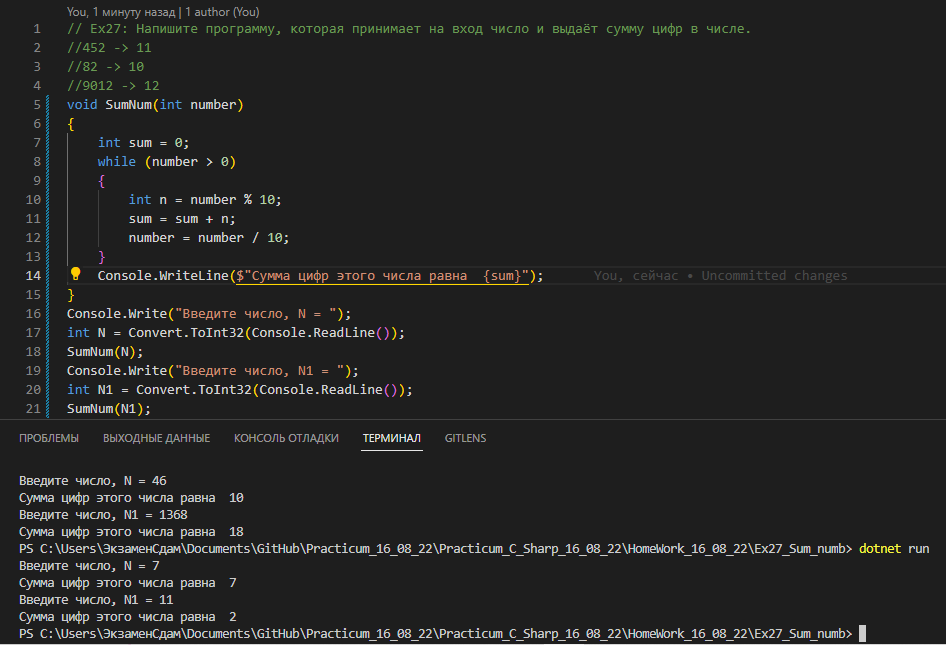 You, 1 минуту назад | 1 author (You)
1 // Ex27: Напишите программу, которая принимает на вход число и выдаёт сумму цифр в числе.
2 //452 -> 11
3 //82 -> 10
4 //9012 -> 12
5 void SumNum(int number)
6 {
7 int sum = 0;
8 while (number > 0)
9 {
10 int n = number % 10;
11 sum = sum + n;
12 number = number / 10;
13 }
14 Console.WriteLine($"Сумма цифр этого числа равна  {sum}"); You, сейчас • Uncommitted changes
15 }
16 Console.Write("Введите число, N = ");
17 int N = Convert.ToInt32(Console.ReadLine());
18 SumNum(N);
19 Console.Write("Введите число, N1 = ");
20 int N1 = Convert.ToInt32(Console.ReadLine());
21 SumNum(N1);
ПРОБЛЕМЫ ВЫХОДНЫЕ ДАННЫЕ КОНСОЛЬ ОТЛАДКИ ТЕРМИНАЛ GITLENS
Введите число, N = 46
Сумма цифр этого числа равна  10
Введите число, N1 = 1368
Сумма цифр этого числа равна  18
PS C:\Users\ЭкзаменСдам\Documents\GitHub\Practicum_16_08_22\Practicum_C_Sharp_16_08_22\HomeWork_16_08_22\Ex27_Sum_numb> dotnet run
Введите число, N = 7
Сумма цифр этого числа равна  7
Введите число, N1 = 11
Сумма цифр этого числа равна  2
PS C:\Users\ЭкзаменСдам\Documents\GitHub\Practicum_16_08_22\Practicum_C_Sharp_16_08_22\HomeWork_16_08_22\Ex27_Sum_numb>